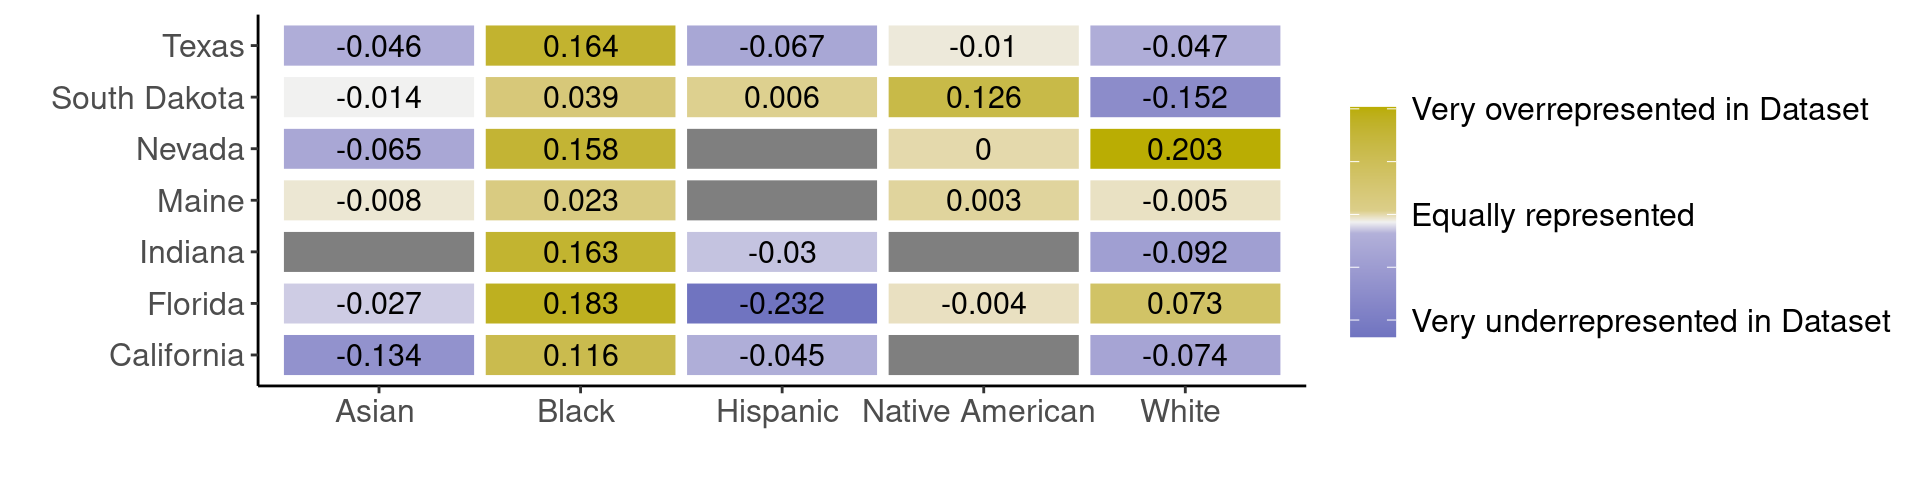 Texas -0.046 0.164 -0.067 -0.01 -0.047
South Dakota -0.014 0.039 0.006 0.126 -0.152
Nevada -0.065 0.158 0 0.203
Maine -0.008 0.023 0.003 -0.005
Indiana 0.163 -0.03 -0.092
Florida -0.027 0.183 -0.232 -0.004 0.073
California -0.134 0.116 -0.045 -0.074
Asian Black Hispanic Native American White
Very overrepresented in Dataset
Equally represented
Very underrepresented in Dataset